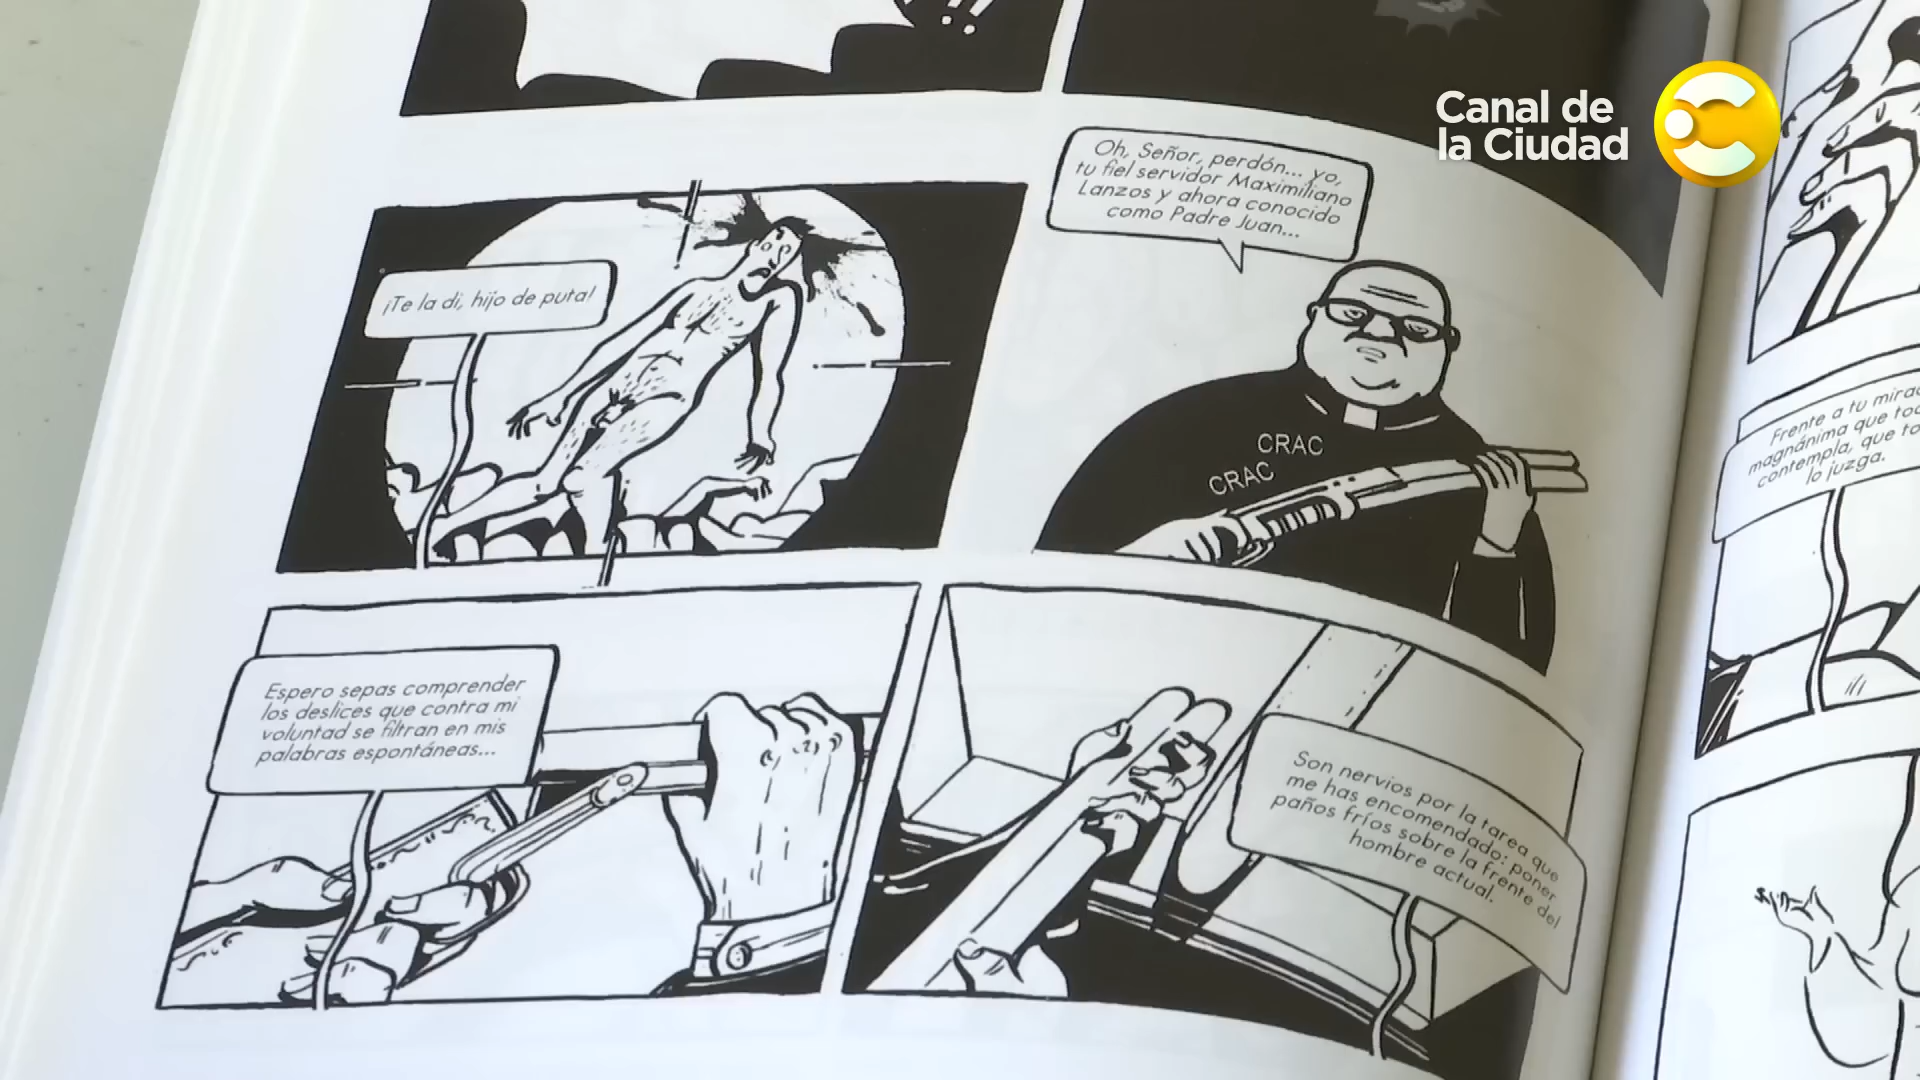 Canal de
la Ciudad
¡Te la di, hijo de puta!
Oh, Señor, perdón... yo,
tu fiel servidor Maximiliano
Lanzos y ahora conocido
como Padre Juan...
CRAC
CRAC
Espero sepas comprender
los deslices que contra mi
voluntad se filtran en mis
palabras espontáneas...
Son nervios por la tarea que
me has encomendado: poner
paños fríos sobre la frente del
hombre actual.
Frente a tu
magnánima que
contempla, que
lo juzga.